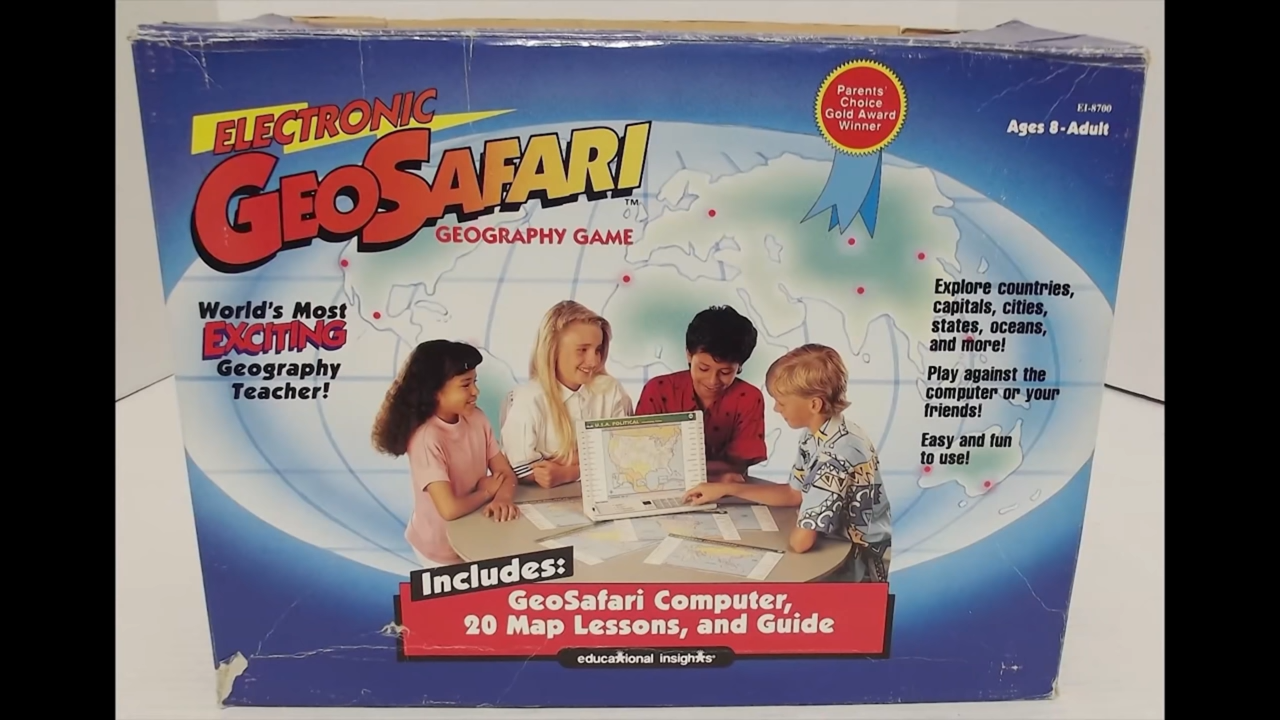 ELECTRONIC
GEOSAFARI™
GEOGRAPHY GAME
World's Most
EXCITING
Geography
Teacher!
Parents'
Choice
Gold Award
Winner
EI-8700
Ages 8-Adult
Explore countries,
capitals, cities,
states, oceans,
and more!
Play against the
computer or your
friends!
Easy and fun
to use!
U.S.A. POLITICAL
Includes:
GeoSafari Computer,
20 Map Lessons, and Guide
educational insights®